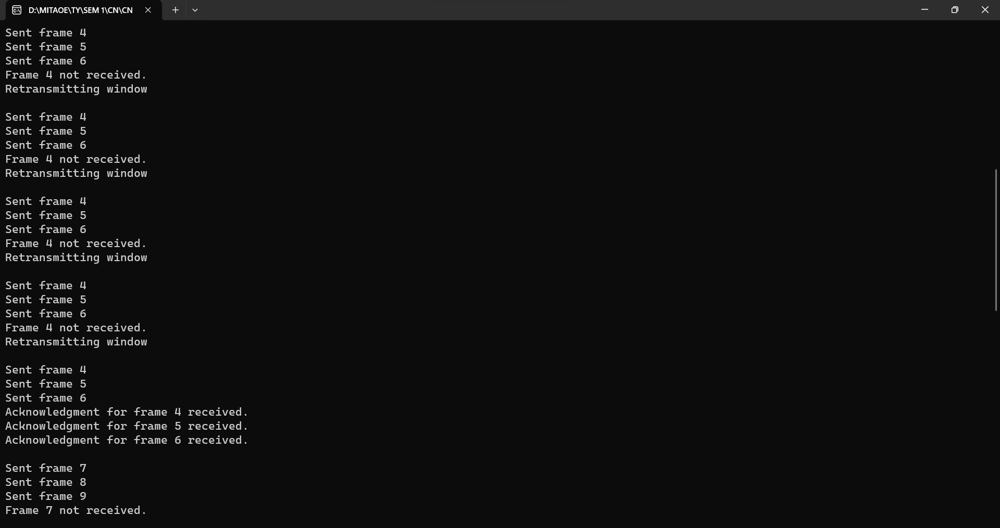 D:\MITAOE\TY\SEM 1\CN\CN
Sent frame 4
Sent frame 5
Sent frame 6
Frame 4 not received.
Retransmitting window
Sent frame 4
Sent frame 5
Sent frame 6
Frame 4 not received.
Retransmitting window
Sent frame 4
Sent frame 5
Sent frame 6
Frame 4 not received.
Retransmitting window
Sent frame 4
Sent frame 5
Sent frame 6
Frame 4 not received.
Retransmitting window
Sent frame 4
Sent frame 5
Sent frame 6
Acknowledgment for frame 4 received.
Acknowledgment for frame 5 received.
Acknowledgment for frame 6 received.
Sent frame 7
Sent frame 8
Sent frame 9
Frame 7 not received.